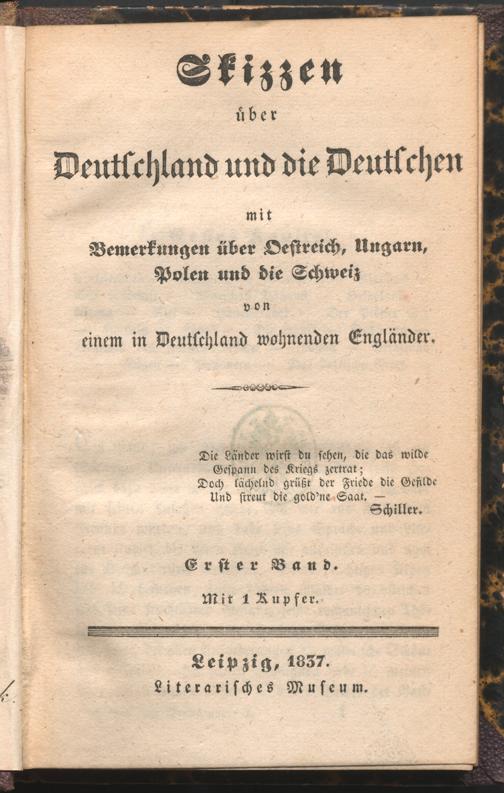 Skizzen
über
Deutschland und die Deutschen
mit
Bemerkungen über Oestreich, Ungarn,
Polen und die Schweiz
von
einem in Deutschland wohnenden Engländer.
Die Länder wirst du sehen, die das wilde
Gespann des Kriegs zertrat;
Doch lächelnd grüßt der Friede die Gefilde
Und streut die gold'ne Saat. —
Schiller.
Erster Band.
Mit 1 Kupfer.
Leipzig, 1837.
Literarisches Museum.